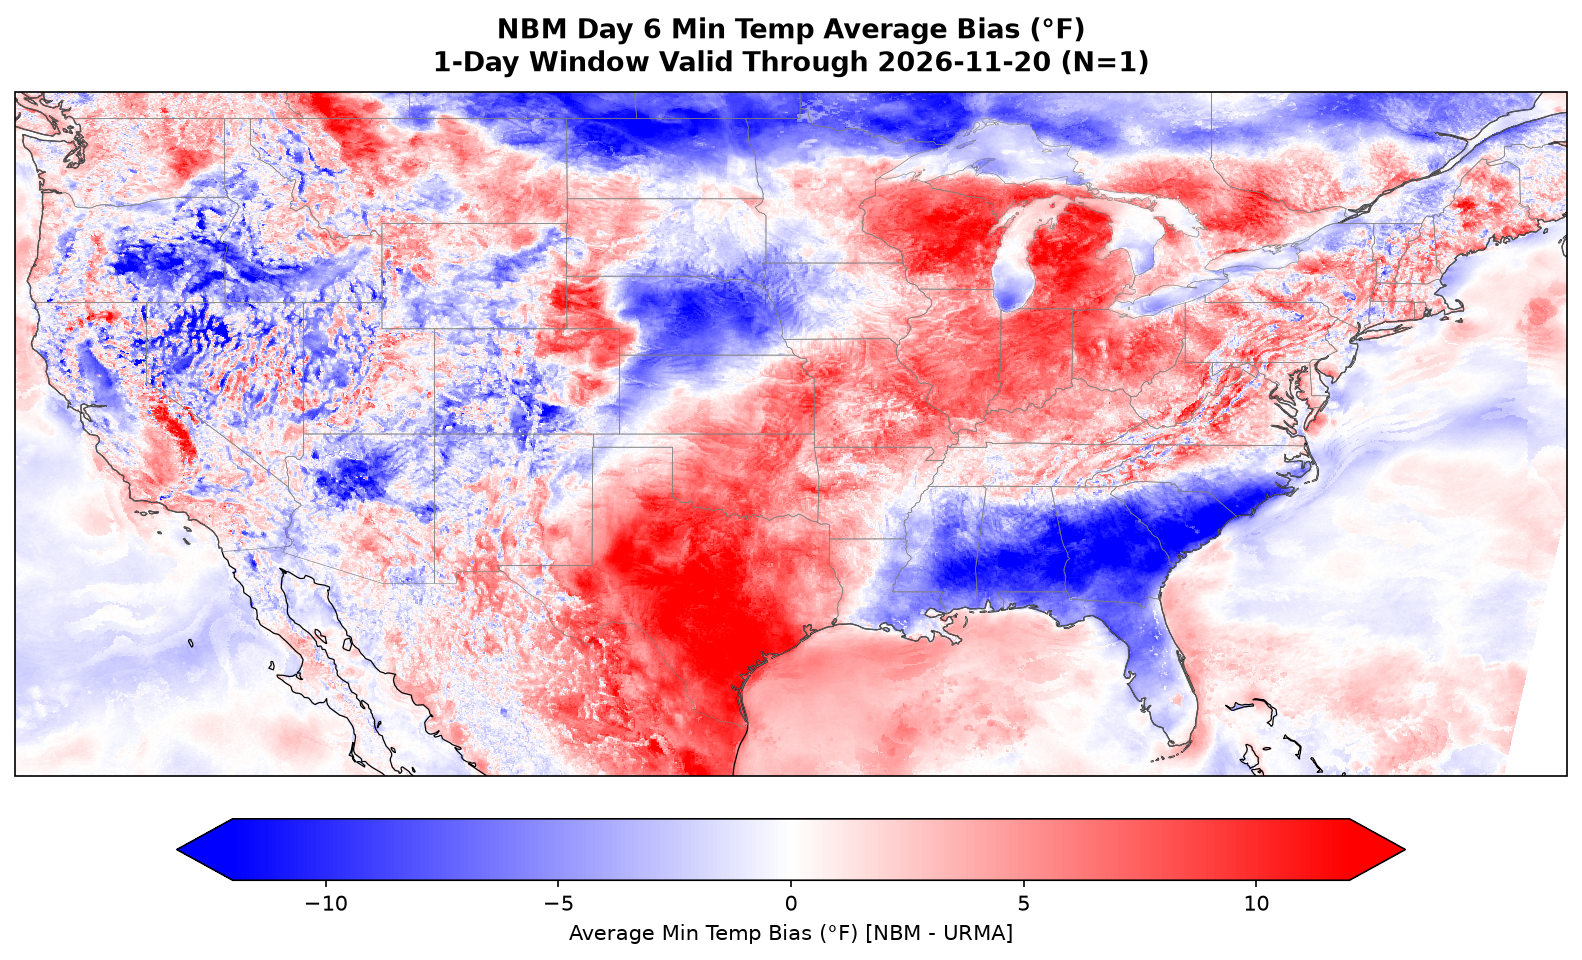 NBM Day 6 Min Temp Average Bias (°F)
1-Day Window Valid Through 2026-11-20 (N=1)
−10 −5 0 5 10
Average Min Temp Bias (°F) [NBM - URMA]